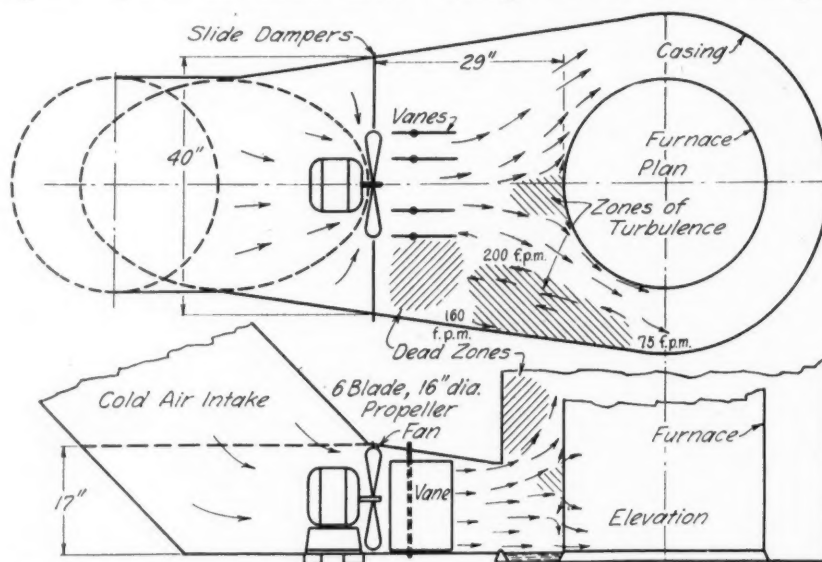 Slide Dampers
29"
Casing
Vanes
Furnace
Plan
40"
Zones of
Turbulence
200 f.p.m.
160
f.p.m.
75 f.p.m.
Dead Zones
Cold Air Intake
6 Blade, 16" dia.
Propeller
Fan
Furnace
17"
Vane
Elevation